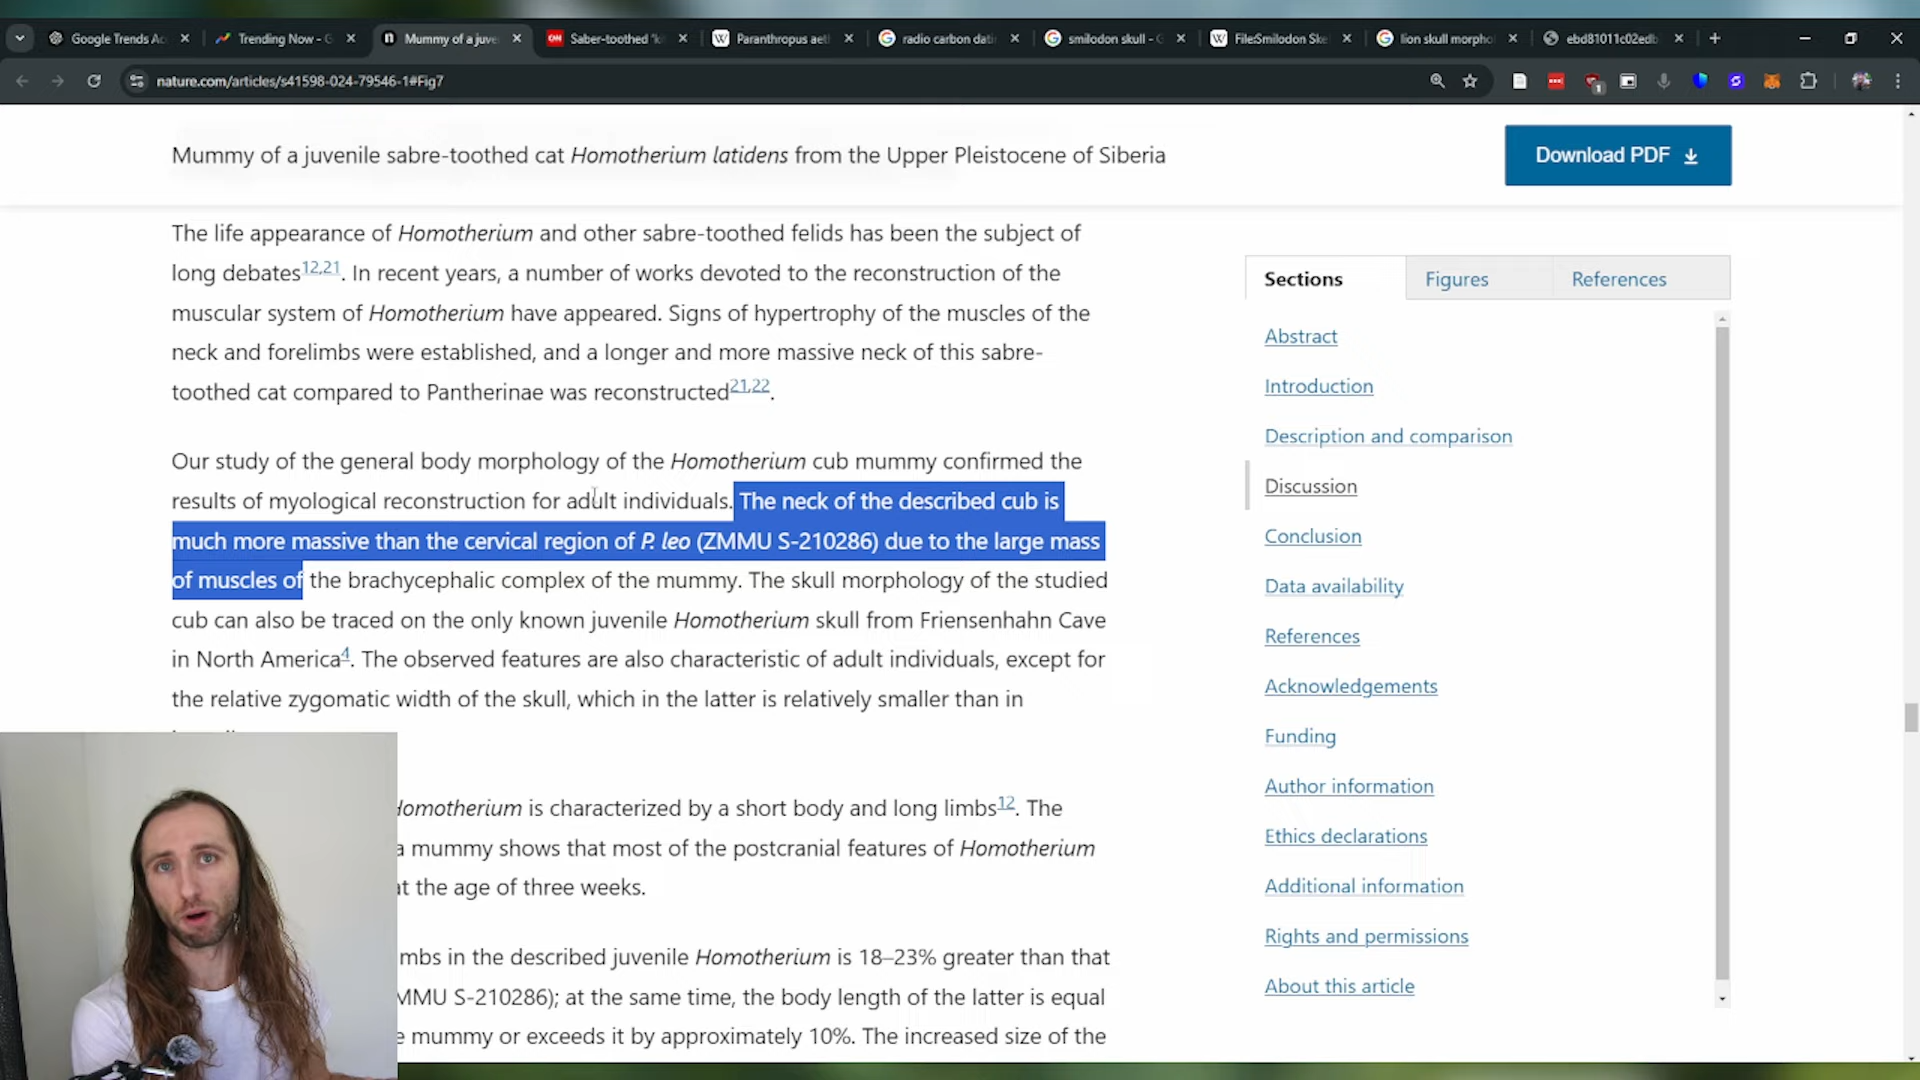 Google Trends Ac
Trending Now - G
Mummy of a juve
Saber-toothed 'k
Paranthropus aet
radio carbon dati
smilodon skull - G
File:Smilodon Ske
lion skull morpho
ebd81011c02edb
nature.com/articles/s41598-024-79546-1#Fig7
Mummy of a juvenile sabre-toothed cat Homotherium latidens from the Upper Pleistocene of Siberia
Download PDF
The life appearance of Homotherium and other sabre-toothed felids has been the subject of
long debates12,21. In recent years, a number of works devoted to the reconstruction of the
muscular system of Homotherium have appeared. Signs of hypertrophy of the muscles of the
neck and forelimbs were established, and a longer and more massive neck of this sabre-
toothed cat compared to Pantherinae was reconstructed21,22.
Our study of the general body morphology of the Homotherium cub mummy confirmed the
results of myological reconstruction for adult individuals. The neck of the described cub is
much more massive than the cervical region of P. leo (ZMMU S-210286) due to the large mass
of muscles of the brachycephalic complex of the mummy. The skull morphology of the studied
cub can also be traced on the only known juvenile Homotherium skull from Friensenhahn Cave
in North America4. The observed features are also characteristic of adult individuals, except for
the relative zygomatic width of the skull, which in the latter is relatively smaller than in
Homotherium is characterized by a short body and long limbs12. The
a mummy shows that most of the postcranial features of Homotherium
at the age of three weeks.
mbs in the described juvenile Homotherium is 18–23% greater than that
MMU S-210286); at the same time, the body length of the latter is equal
e mummy or exceeds it by approximately 10%. The increased size of the
Sections
Figures
References
Abstract
Introduction
Description and comparison
Discussion
Conclusion
Data availability
References
Acknowledgements
Funding
Author information
Ethics declarations
Additional information
Rights and permissions
About this article